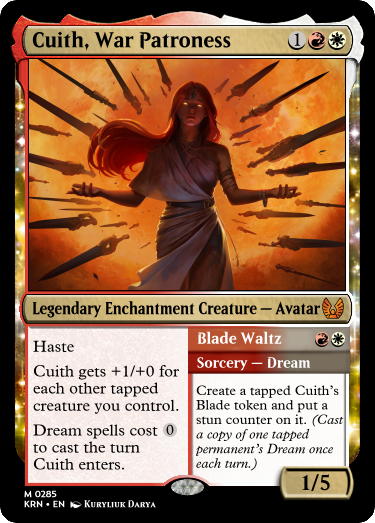 Cuith, War Patroness 1
Legendary Enchantment Creature — Avatar
Haste
Cuith gets +1/+0 for
each other tapped
creature you control.
Dream spells cost 0
to cast the turn
Cuith enters.
Blade Waltz
Sorcery — Dream
Create a tapped Cuith's
Blade token and put a
stun counter on it. (Cast
a copy of one tapped
permanent's Dream once
each turn.)
1/5
M 0285
KRN • EN Kuryliuk Darya